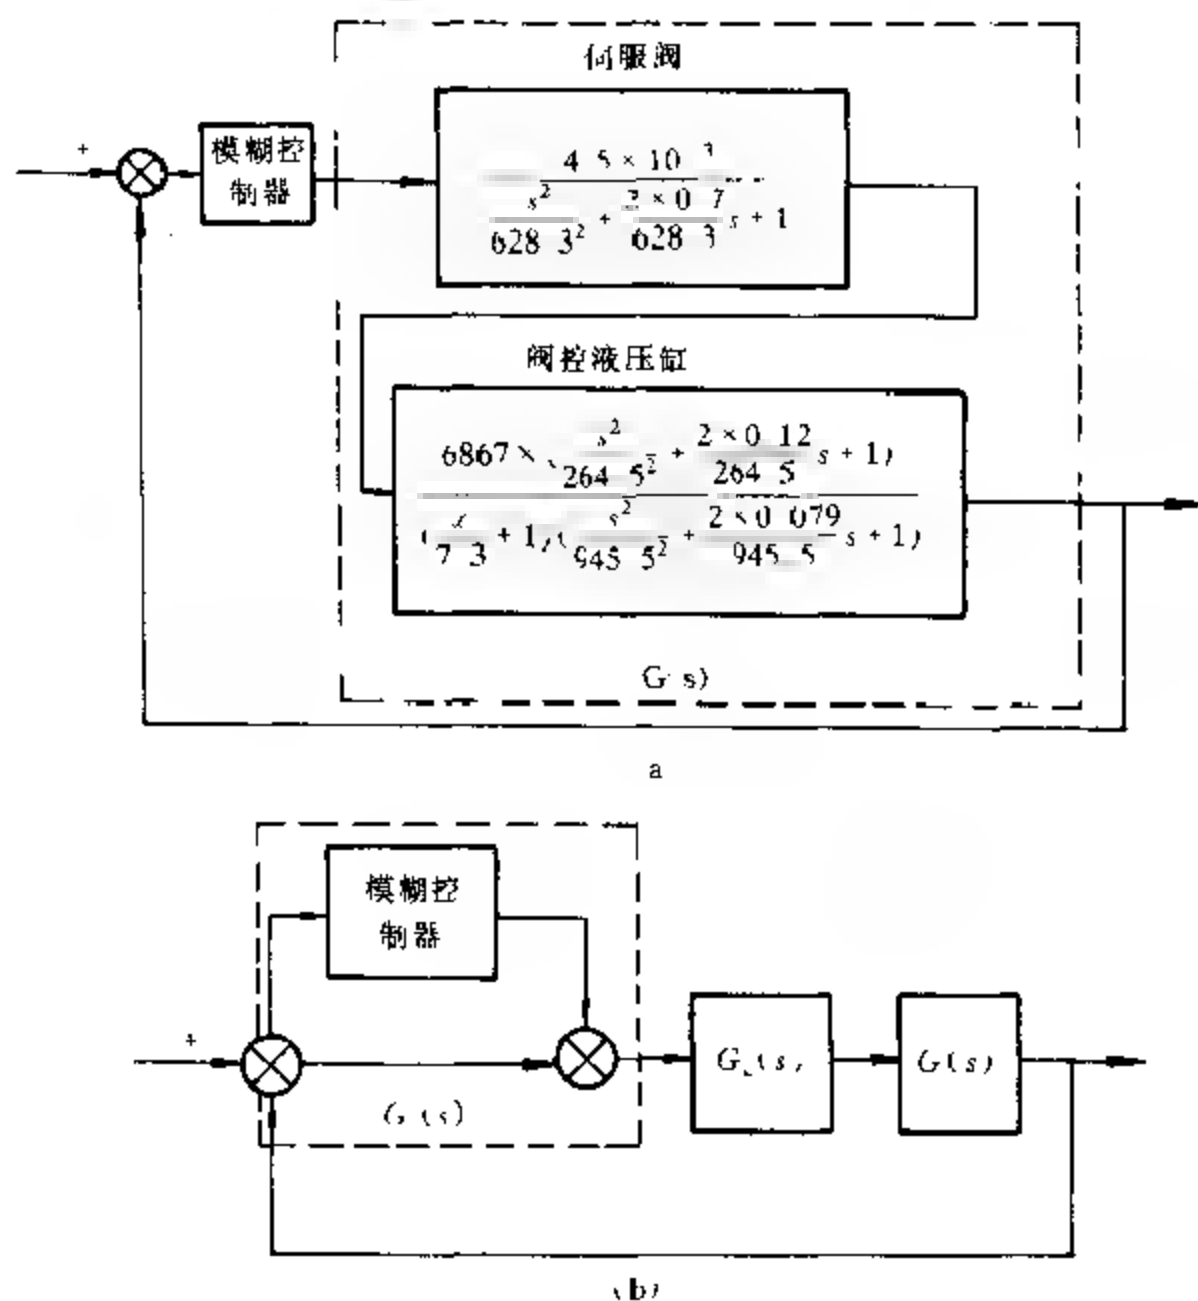 伺服阀
+
模糊控
制器
4 5 × 10 3
s² + 2 × 0 7 s + 1
628 3² 628 3
阀控液压缸
6867 × ( s² + 2 × 0 12 s + 1)
264 5² 264 5
( + 1)( s² + 2 × 0 079 s + 1)
7 3 945 5² 945 5
G( s)
a
模糊控
制器
+
G (s)
G (s)
G(s)
(b)